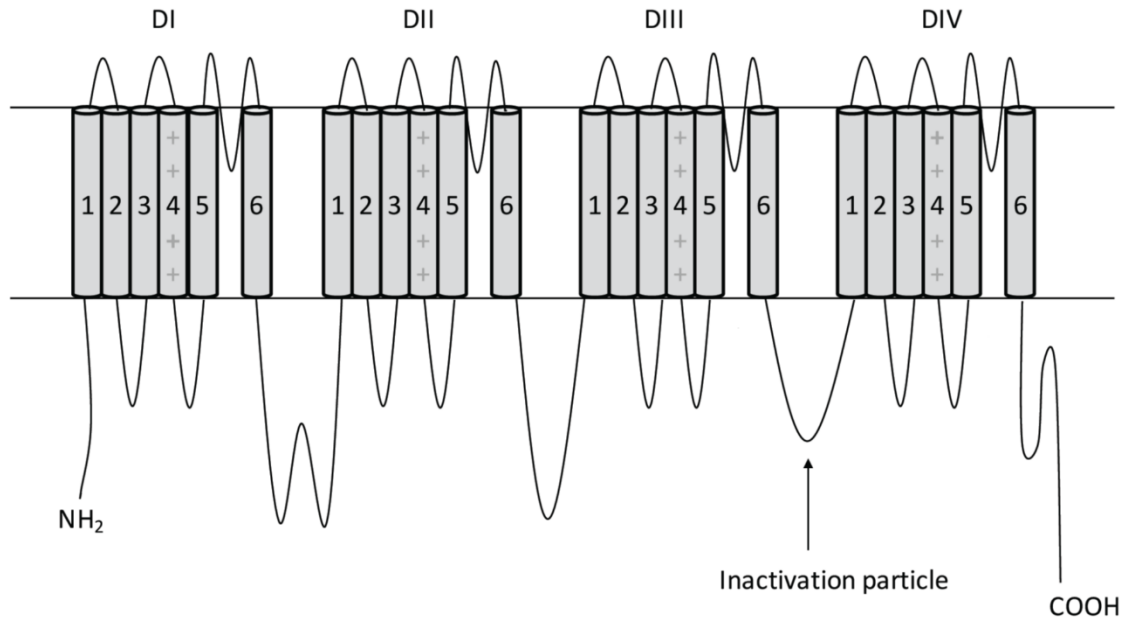 DI DII DIII DIV
1 2 3 4 5 6 1 2 3 4 5 6 1 2 3 4 5 6 1 2 3 4 5 6
+ + + +
+ + + +
+ + + +
+ + + +
NH₂
Inactivation particle
COOH